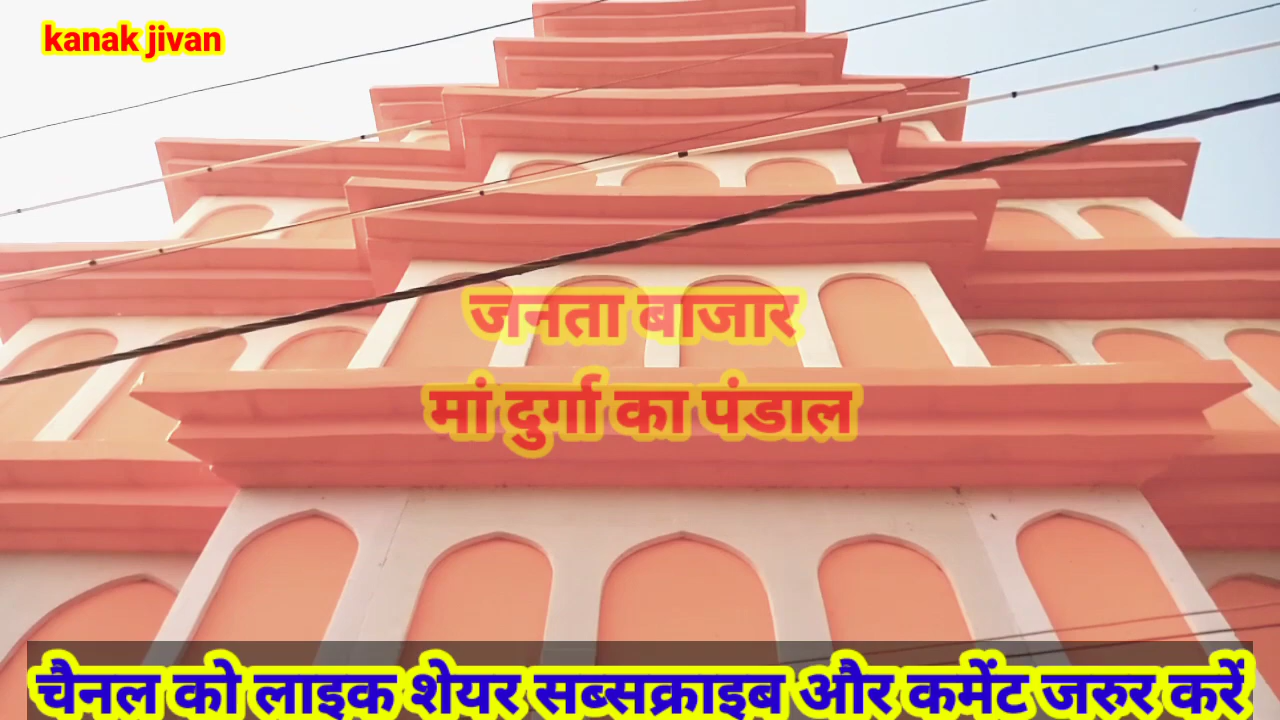 kanak jivan
जनता बाजार
मां दुर्गा का पंडाल
चैनल को लाइक शेयर सब्सक्राइब और कमेंट जरुर करें